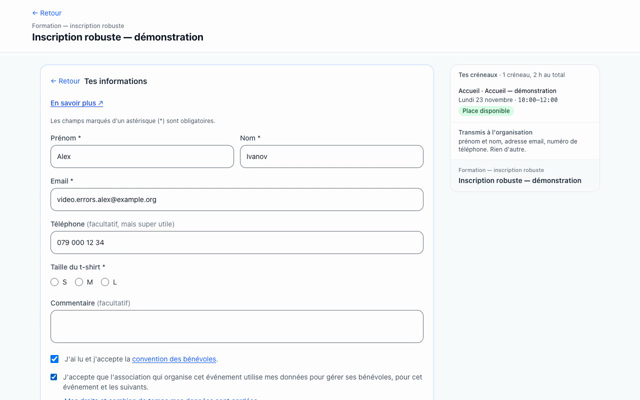 ← Retour
Formation — inscription robuste
Inscription robuste — démonstration
← Retour Tes informations
En savoir plus ↗
Les champs marqués d'un astérisque (*) sont obligatoires.
Prénom * Nom *
Alex Ivanov
Email *
video.errors.alex@example.org
Téléphone (facultatif, mais super utile)
079 000 12 34
Taille du t-shirt *
S M L
Commentaire (facultatif)
J'ai lu et j'accepte la convention des bénévoles.
J'accepte que l'association qui organise cet événement utilise mes données pour gérer ses bénévoles, pour cet
événement et les suivants.
Tes créneaux · 1 créneau, 2 h au total
Accueil · Accueil — démonstration
Lundi 23 novembre · 10:00–12:00
Place disponible
Transmis à l'organisation
prénom et nom, adresse email, numéro de
téléphone. Rien d'autre.
Formation — inscription robuste
Inscription robuste — démonstration